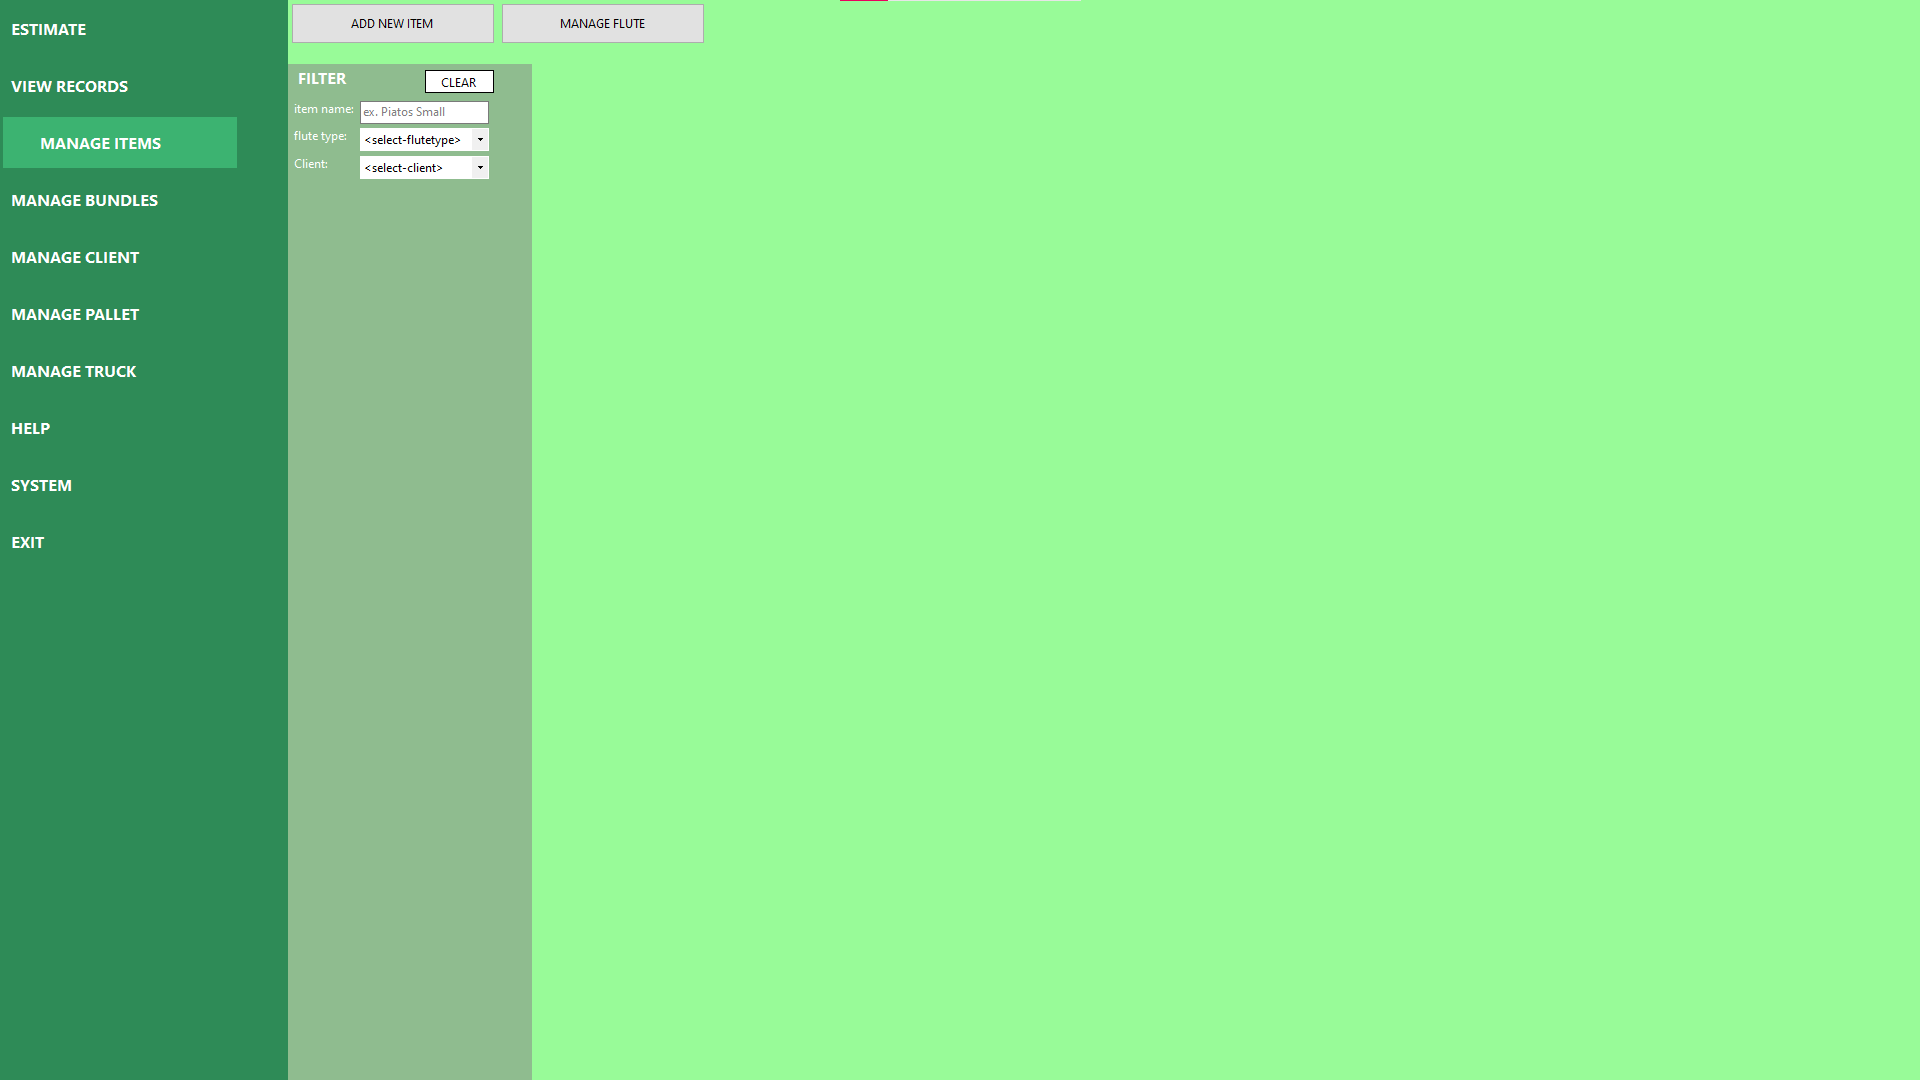 ESTIMATE
VIEW RECORDS
MANAGE ITEMS
MANAGE BUNDLES
MANAGE CLIENT
MANAGE PALLET
MANAGE TRUCK
HELP
SYSTEM
EXIT
ADD NEW ITEM
MANAGE FLUTE
FILTER
CLEAR
item name:
ex. Piatos Small
flute type:
<select-flutetype>
Client:
<select-client>